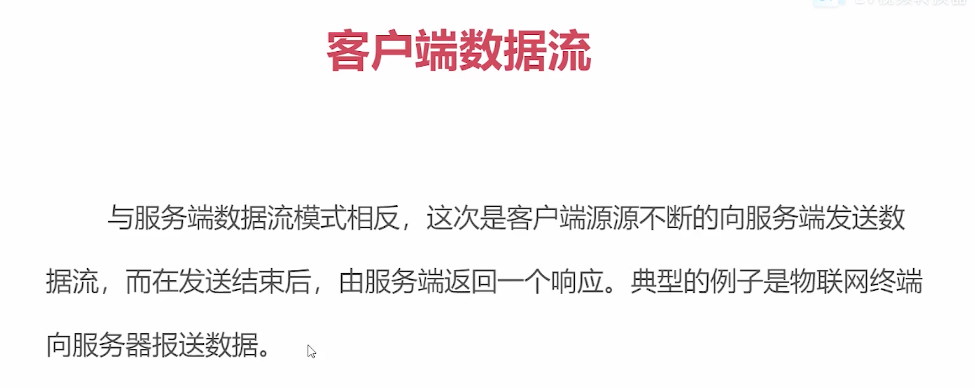 客户端数据流
与服务端数据流模式相反，这次是客户端源源不断的向服务端发送数
据流，而在发送结束后，由服务端返回一个响应。典型的例子是物联网终端
向服务器报送数据。